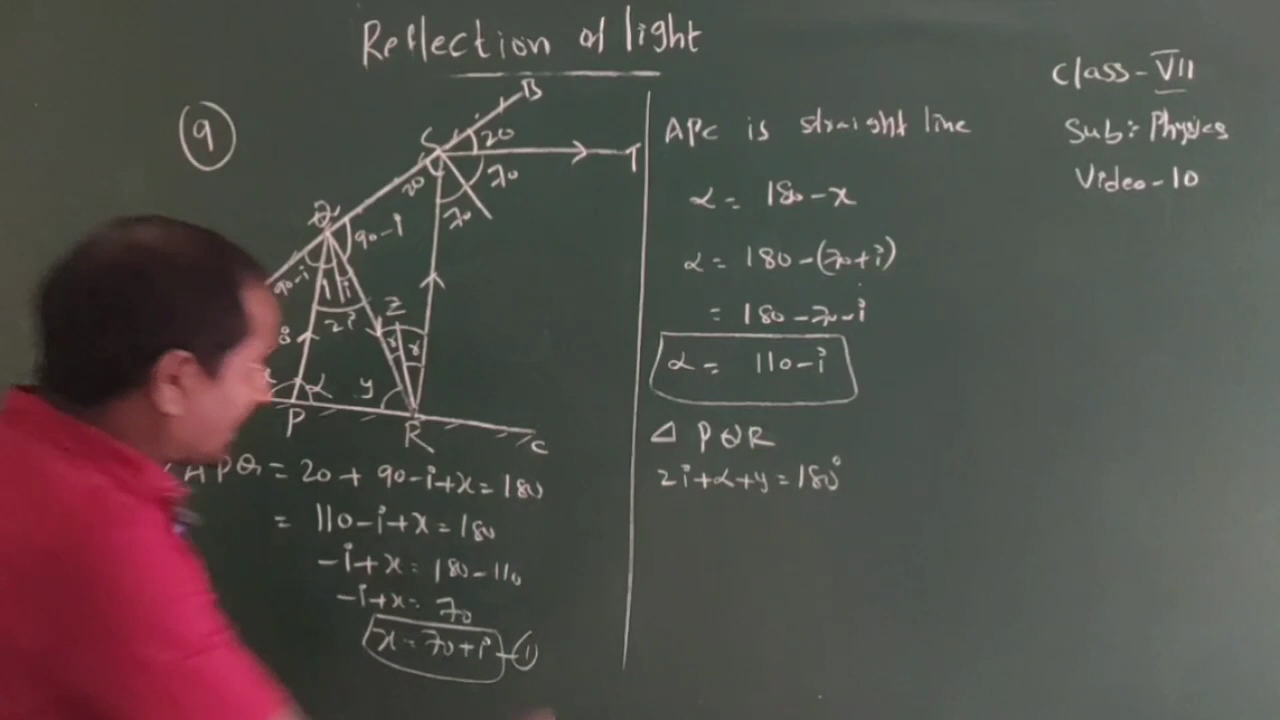 Reflection of light
Class - VII
Sub : Physics
Video - 10
9
B
S
20
T
20
70
70
Q
90-i
90-i
i
i
2i
Z
r
r
α
y
P
R
C
APQ = 20 + 90-i+x = 180
= 110-i+x = 180
-i+x = 180-110
-i+x = 70
x = 70+i -①
APC is straight line
α = 180-x
α = 180-(70+i)
= 180-70-i
α = 110-i
△ PQR
2i+α+y = 180°